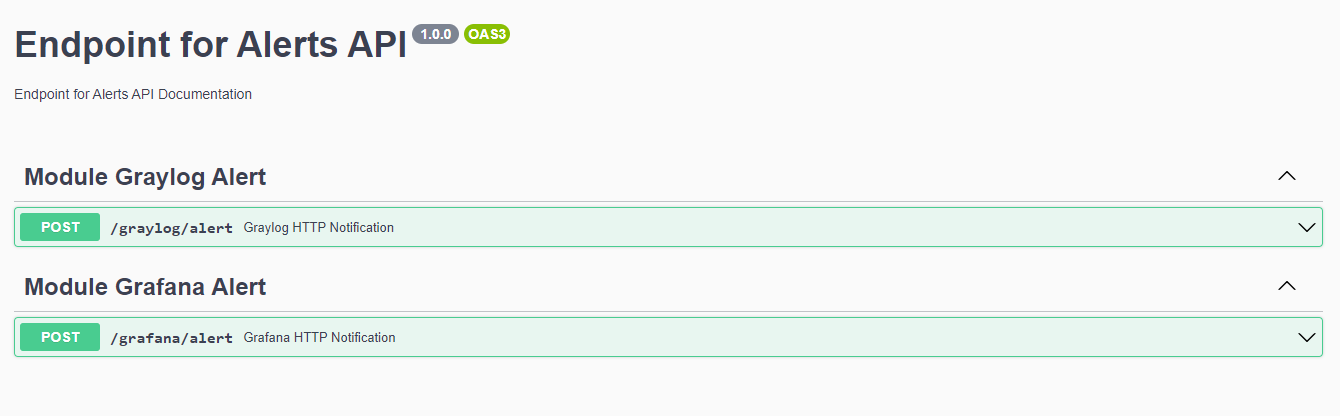 Endpoint for Alerts API 1.0.0 OAS3
Endpoint for Alerts API Documentation
Module Graylog Alert
POST /graylog/alert Graylog HTTP Notification
Module Grafana Alert
POST /grafana/alert Grafana HTTP Notification